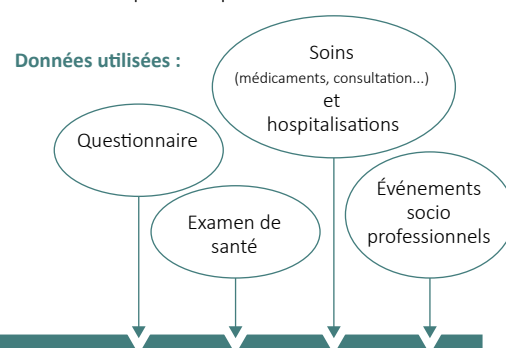 Données utilisées :
Soins
(médicaments, consultation...)
et
hospitalisations
Questionnaire
Événements
socio
professionnels
Examen de
santé